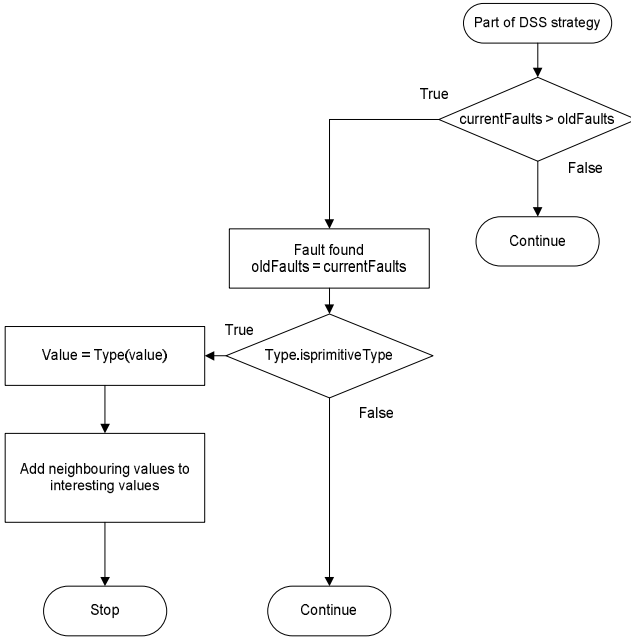 Part of DSS strategy
True
currentFaults > oldFaults
False
Continue
Fault found
oldFaults = currentFaults
True
Type.isprimitiveType
Value = Type(value)
False
Add neighbouring values to
interesting values
Stop
Continue